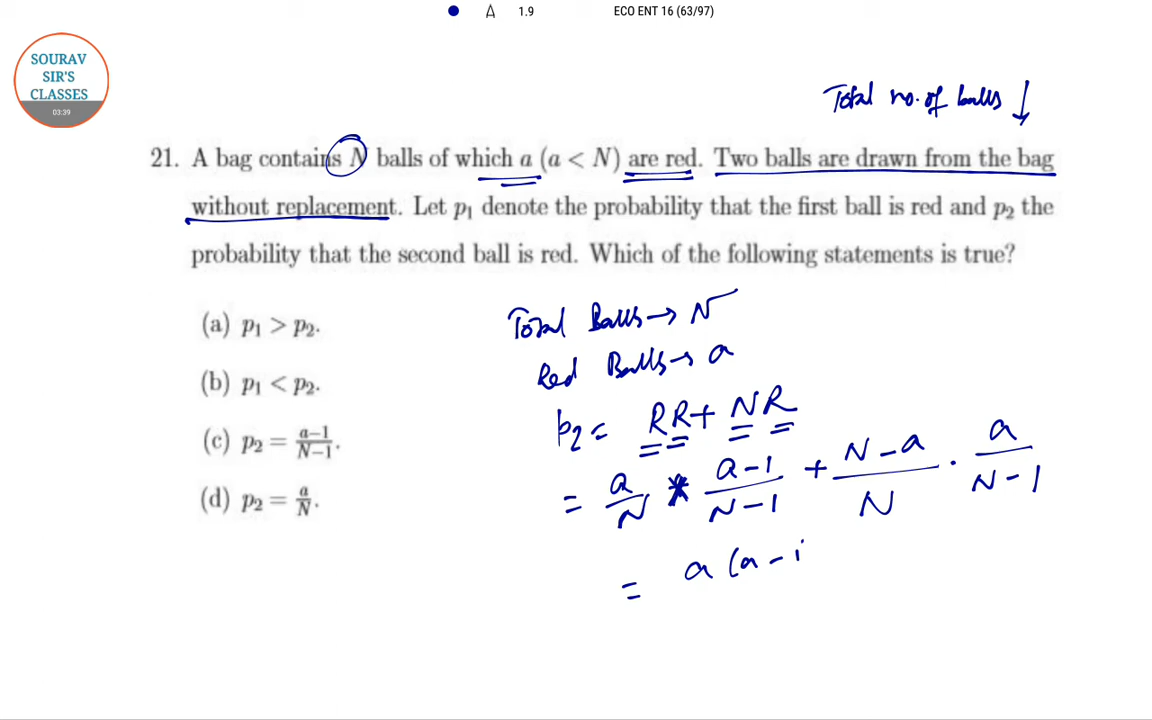 1.9 ECO ENT 16 (63/97)
SOURAV
SIR'S
CLASSES
03:39
Total no. of balls ↓
21. A bag contains N balls of which a (a < N) are red. Two balls are drawn from the bag
without replacement. Let p₁ denote the probability that the first ball is red and p₂ the
probability that the second ball is red. Which of the following statements is true?
(a) p₁ > p₂.
(b) p₁ < p₂.
(c) p₂ = (a-1)/(N-1).
(d) p₂ = a/N.
Total Balls → N
Red Balls → a
p₂ = RR + NR
= a/N * (a-1)/(N-1) + (N-a)/N · a/(N-1)
= a(a-1